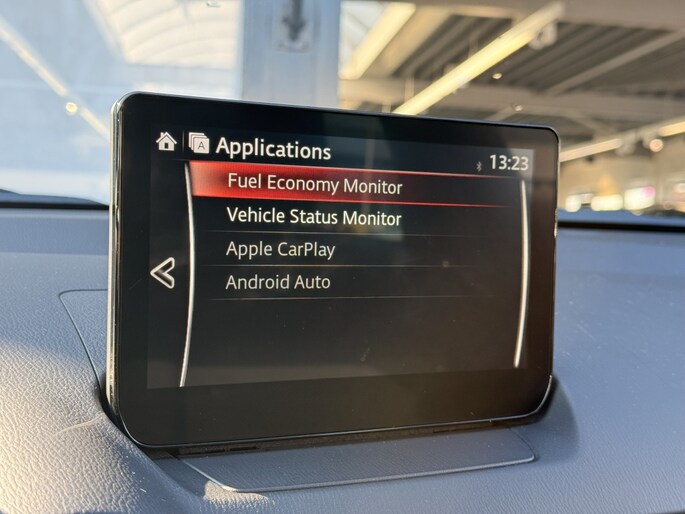 A Applications
13:23
Fuel Economy Monitor
Vehicle Status Monitor
Apple CarPlay
Android Auto